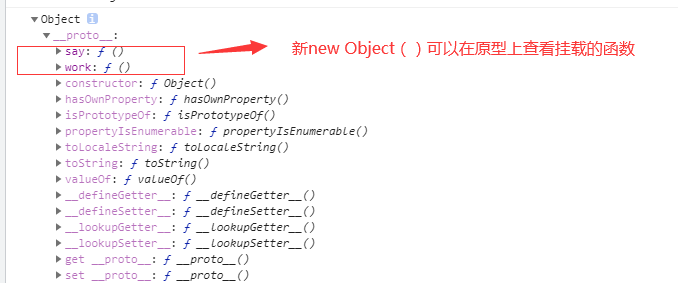 Object i
__proto__:
say: ƒ ()
新new Object（）可以在原型上查看挂载的函数
work: ƒ ()
constructor: ƒ Object()
hasOwnProperty: ƒ hasOwnProperty()
isPrototypeOf: ƒ isPrototypeOf()
propertyIsEnumerable: ƒ propertyIsEnumerable()
toLocaleString: ƒ toLocaleString()
toString: ƒ toString()
valueOf: ƒ valueOf()
__defineGetter__: ƒ __defineGetter__()
__defineSetter__: ƒ __defineSetter__()
__lookupGetter__: ƒ __lookupGetter__()
__lookupSetter__: ƒ __lookupSetter__()
get __proto__: ƒ __proto__()
set __proto__: ƒ __proto__()